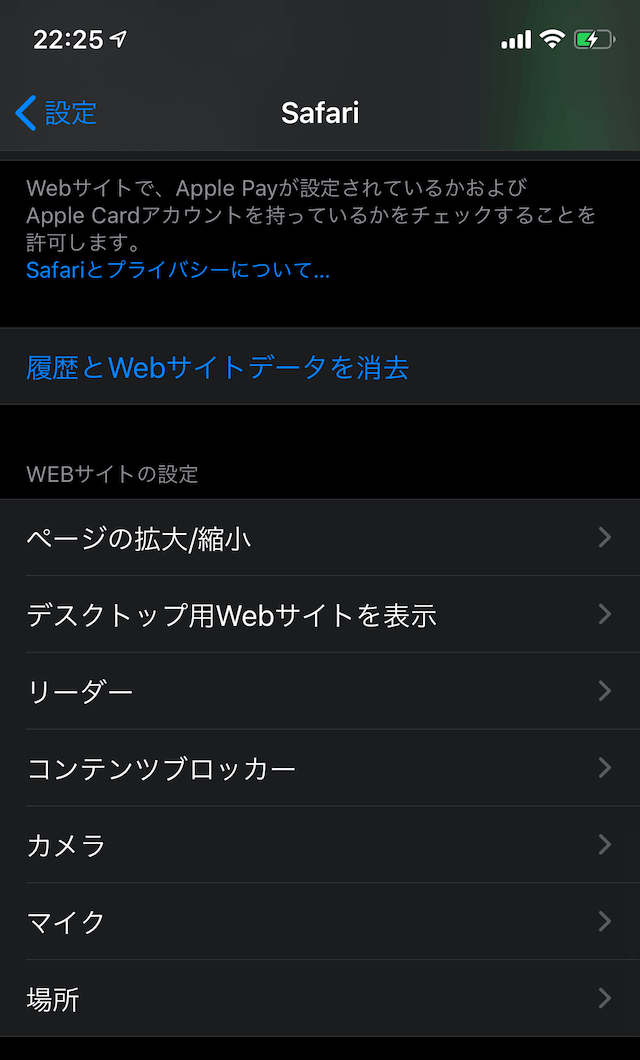 22:25
設定
Safari
Webサイトで、Apple Payが設定されているかおよび
Apple Cardアカウントを持っているかをチェックすることを
許可します。
Safariとプライバシーについて...
履歴とWebサイトデータを消去
WEBサイトの設定
ページの拡大/縮小
デスクトップ用Webサイトを表示
リーダー
コンテンツブロッカー
カメラ
マイク
場所